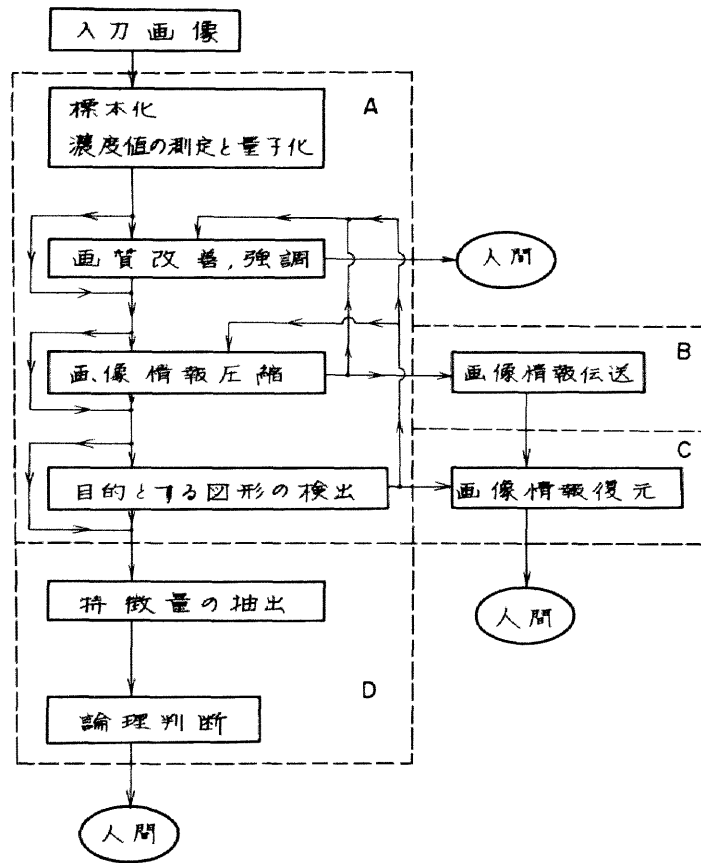 入力画像
標本化
A
濃度値の測定と量子化
画質改善,強調
人間
画像情報圧縮
B
画像情報伝送
C
目的とする図形の検出
画像情報復元
特徴量の抽出
人間
D
論理判断
人間